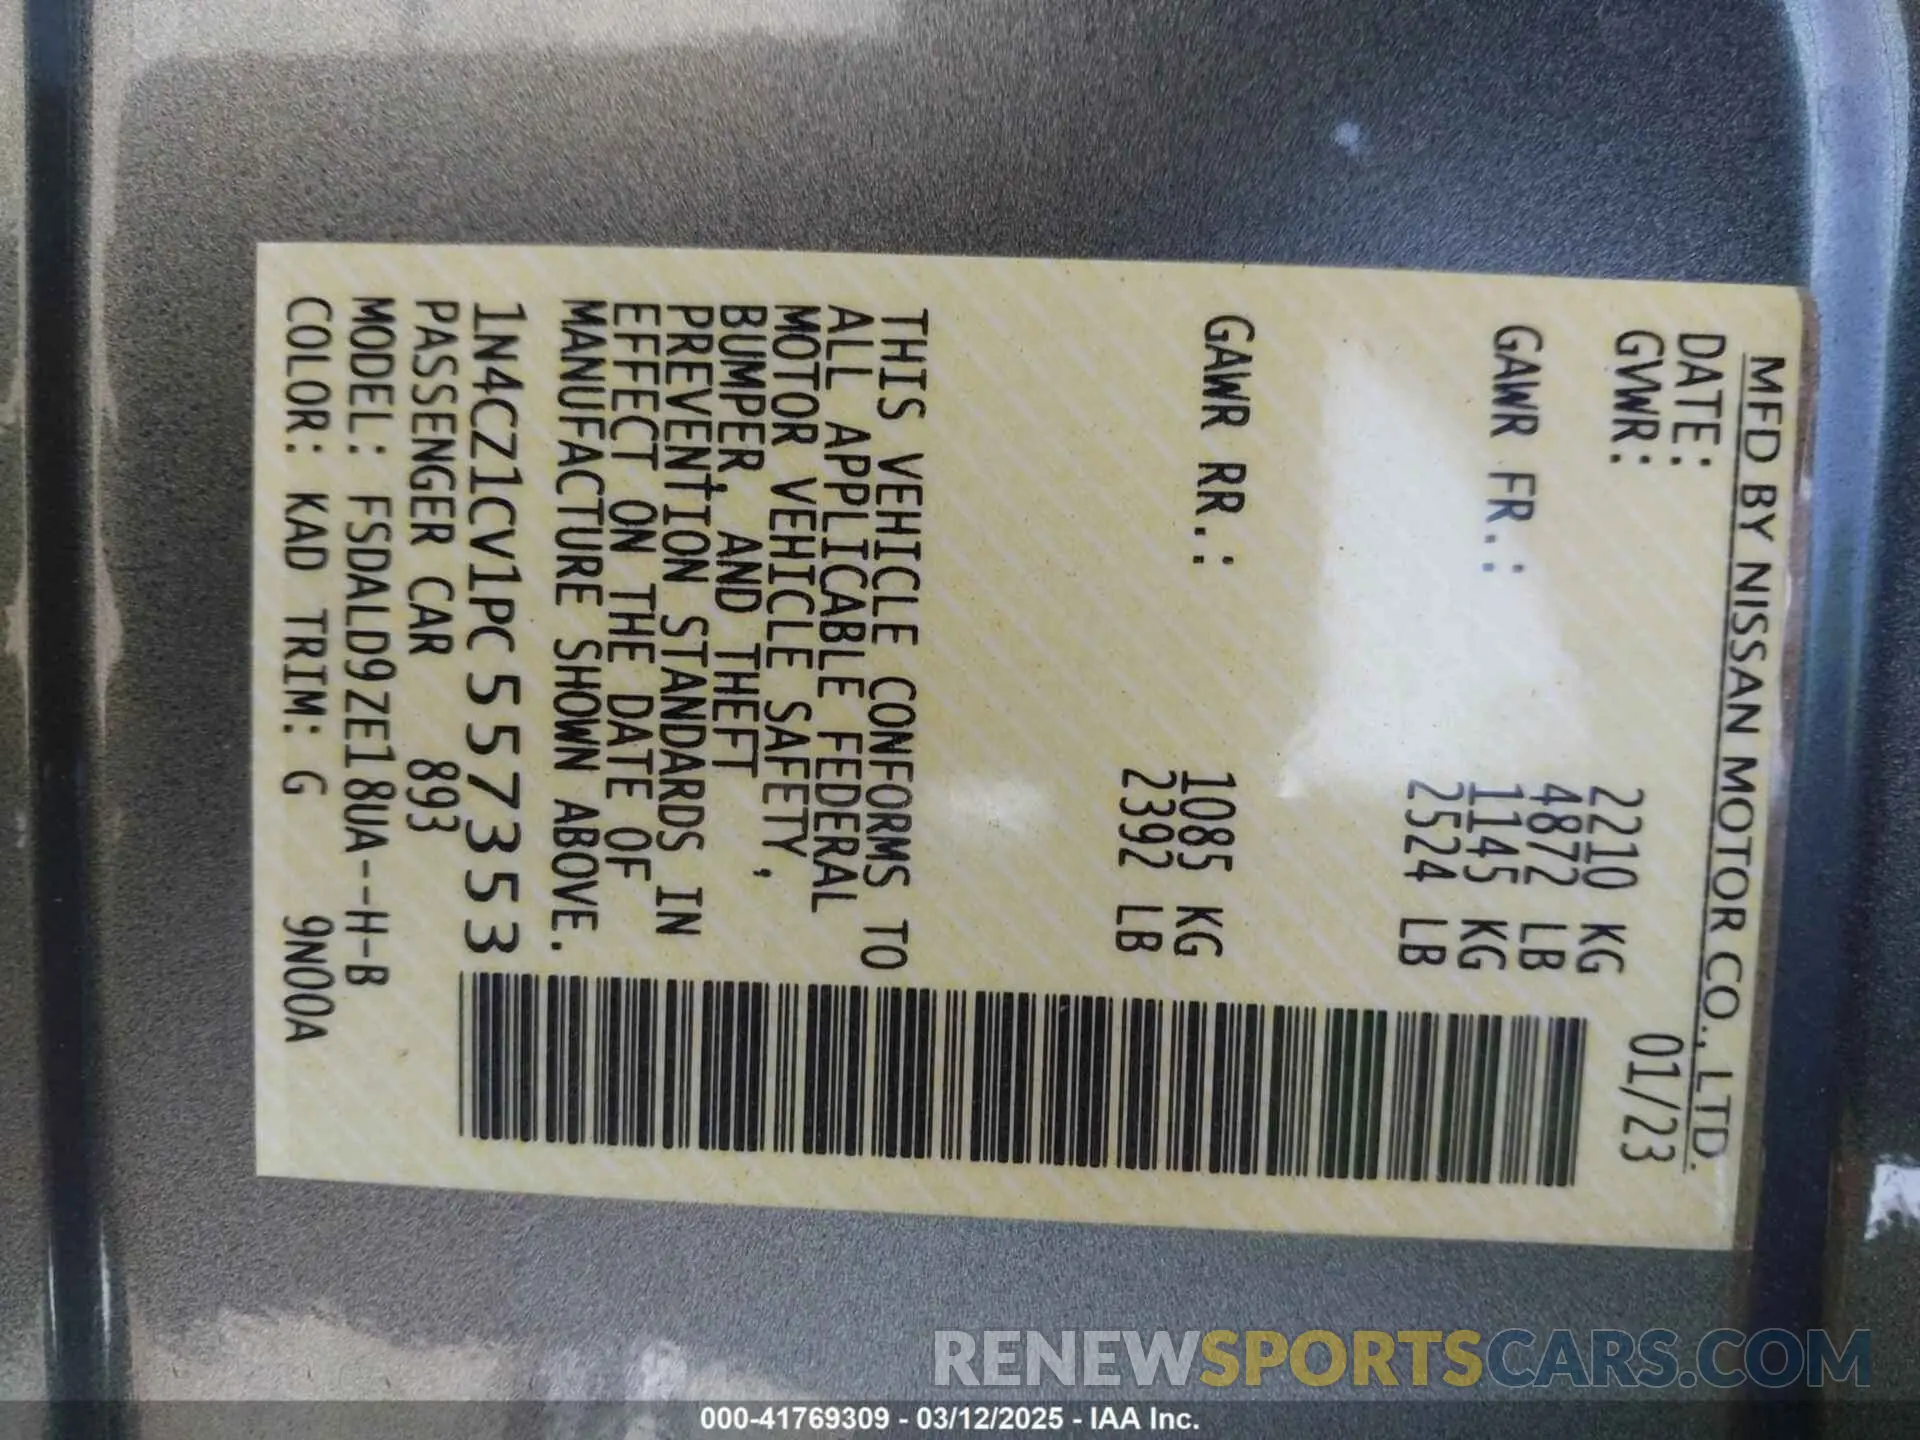 MFD BY NISSAN MOTOR CO., LTD.
DATE: 01/23
GVWR: 2210 KG
4872 LB
GAWR FR.: 1145 KG
2524 LB
GAWR RR.: 1085 KG
2392 LB
THIS VEHICLE CONFORMS TO
ALL APPLICABLE FEDERAL
MOTOR VEHICLE SAFETY,
BUMPER, AND THEFT
PREVENTION STANDARDS IN
EFFECT ON THE DATE OF
MANUFACTURE SHOWN ABOVE.
1N4CZ1CV1PC557353
PASSENGER CAR 893
MODEL: FSDALD9ZE18UA--H-B
COLOR: KAD TRIM: G 9N00A
RENEWSPORTSCARS.COM
000-41769309 - 03/12/2025 - IAA Inc.